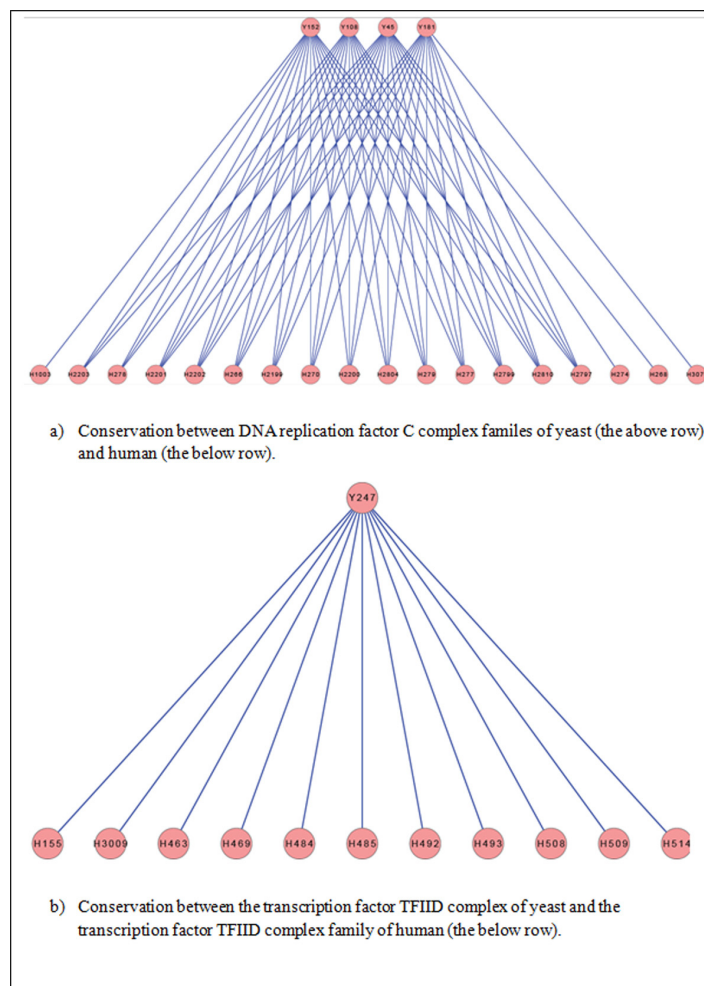 Y152 Y108 Y45 Y181
H1003 H2203 H276 H2201 H2202 H266 H2199 H270 H2200 H2804 H279 H277 H2799 H2810 H2797 H274 H268 H307
a) Conservation between DNA replication factor C complex familes of yeast (the above row)
and human (the below row).
Y247
H155 H3009 H463 H469 H484 H485 H492 H493 H508 H509 H514
b) Conservation between the transcription factor TFIID complex of yeast and the
transcription factor TFIID complex family of human (the below row).